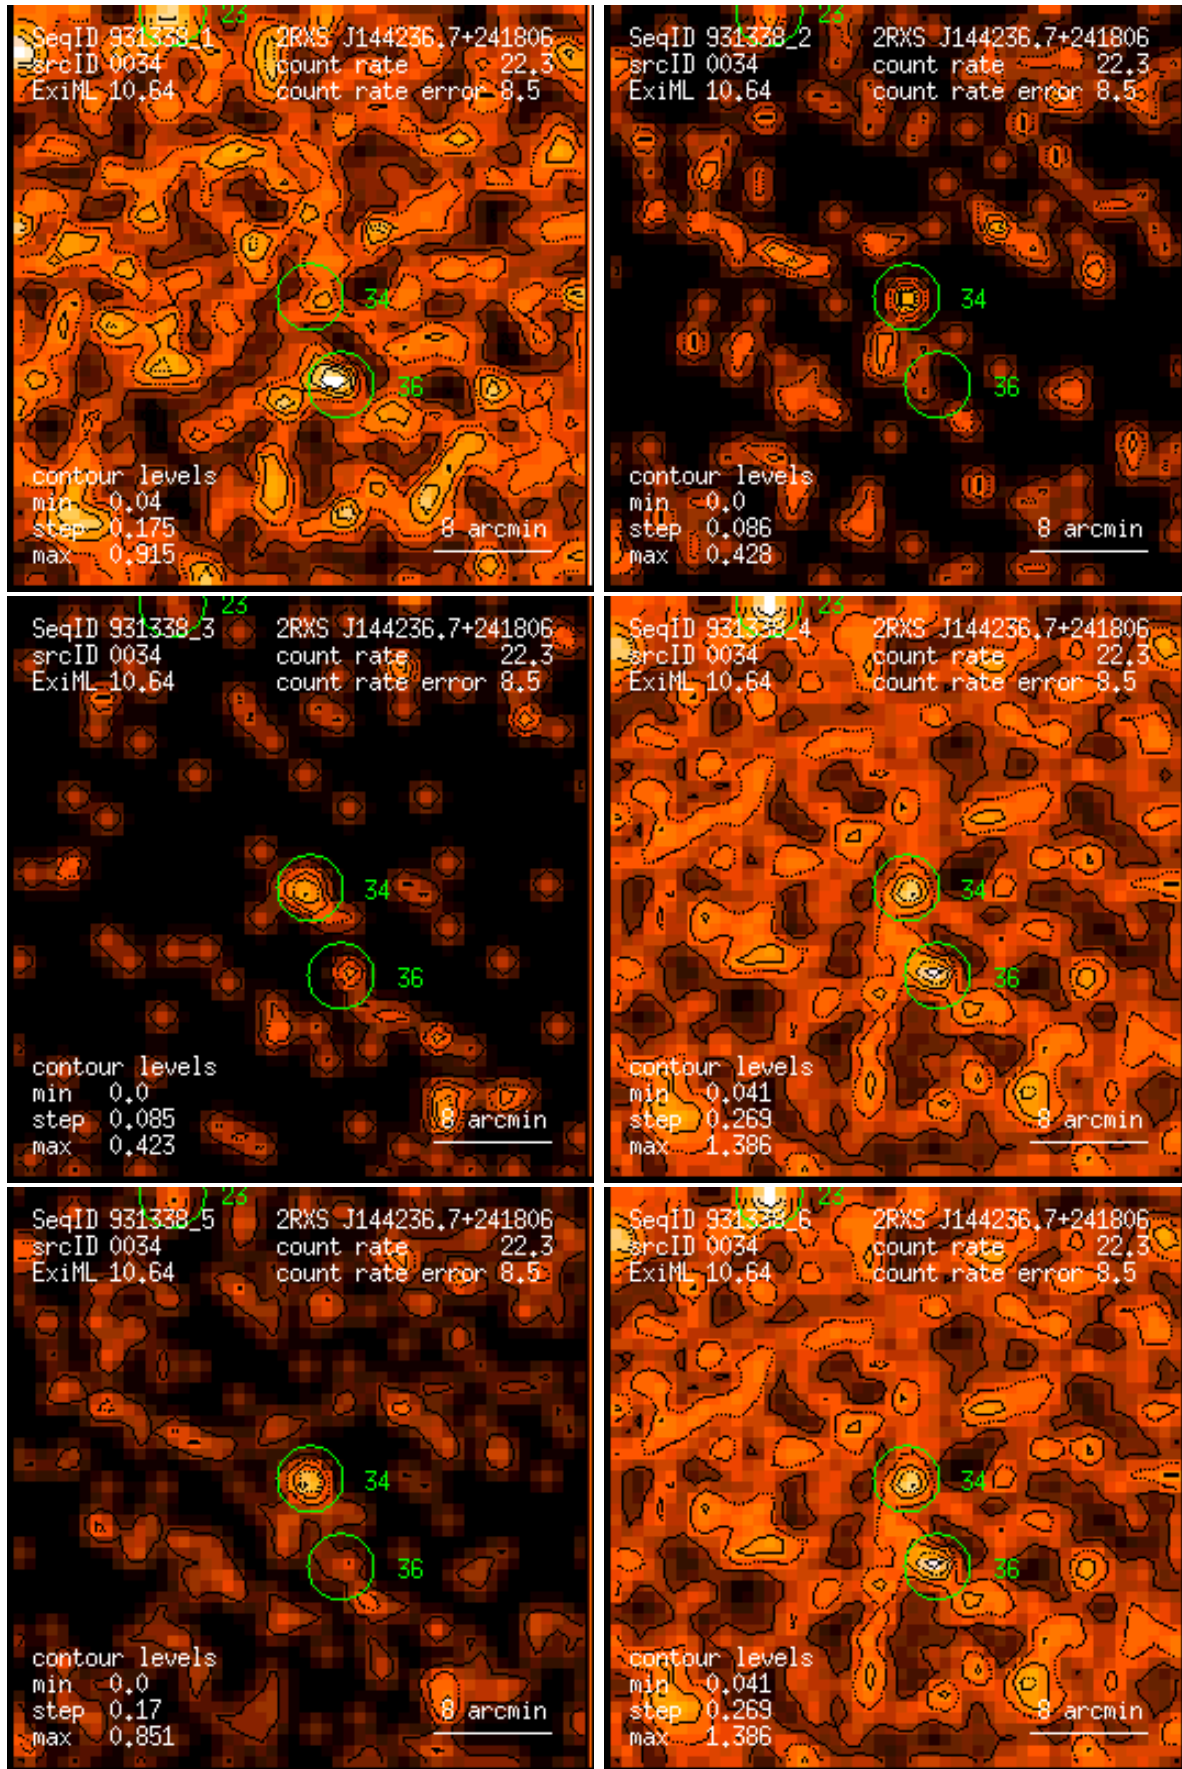 23
SeqID 931338_1 2RXS J144236.7+241806
srcID 0034 count rate 22.3
ExiML 10.64 count rate error 8.5
34
36
contour levels
min 0.04
step 0.175 8 arcmin
max 0.915
23
SeqID 931338_2 2RXS J144236.7+241806
srcID 0034 count rate 22.3
ExiML 10.64 count rate error 8.5
34
36
contour levels
min 0.0
step 0.086 8 arcmin
max 0.428
23
SeqID 931338_3 2RXS J144236.7+241806
srcID 0034 count rate 22.3
ExiML 10.64 count rate error 8.5
34
36
contour levels
min 0.0
step 0.085 8 arcmin
max 0.423
23
SeqID 931338_4 2RXS J144236.7+241806
srcID 0034 count rate 22.3
ExiML 10.64 count rate error 8.5
34
36
contour levels
min 0.041
step 0.269 8 arcmin
max 1.386
23
SeqID 931338_5 2RXS J144236.7+241806
srcID 0034 count rate 22.3
ExiML 10.64 count rate error 8.5
34
36
contour levels
min 0.0
step 0.17 8 arcmin
max 0.851
23
SeqID 931338_6 2RXS J144236.7+241806
srcID 0034 count rate 22.3
ExiML 10.64 count rate error 8.5
34
36
contour levels
min 0.041
step 0.269 8 arcmin
max 1.386